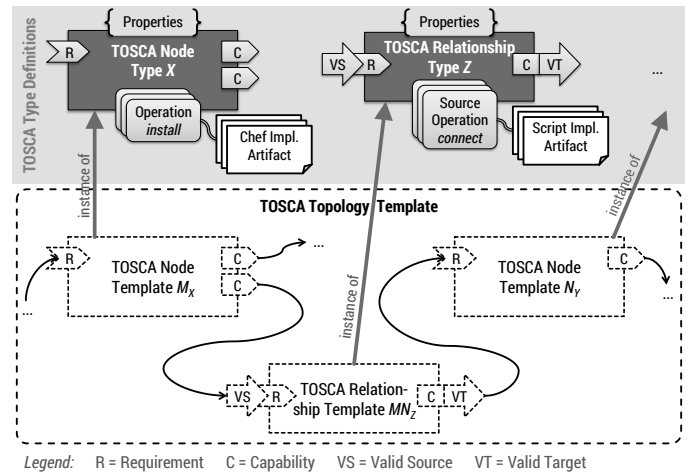 TOSCA Type Definitions
{ Properties }
R
TOSCA Node
Type X
C
C
Operation
install
Chef Impl.
Artifact
{ Properties }
VS
R
TOSCA Relationship
Type Z
C
VT
Source
Operation
connect
Script Impl.
Artifact
...
instance of
instance of
instance of
TOSCA Topology Template
R
TOSCA Node
Template MX
C
C
...
...
R
TOSCA Node
Template NY
C
...
VS
R
TOSCA Relation-
ship Template MNZ
C
VT
Legend: R = Requirement C = Capability VS = Valid Source VT = Valid Target